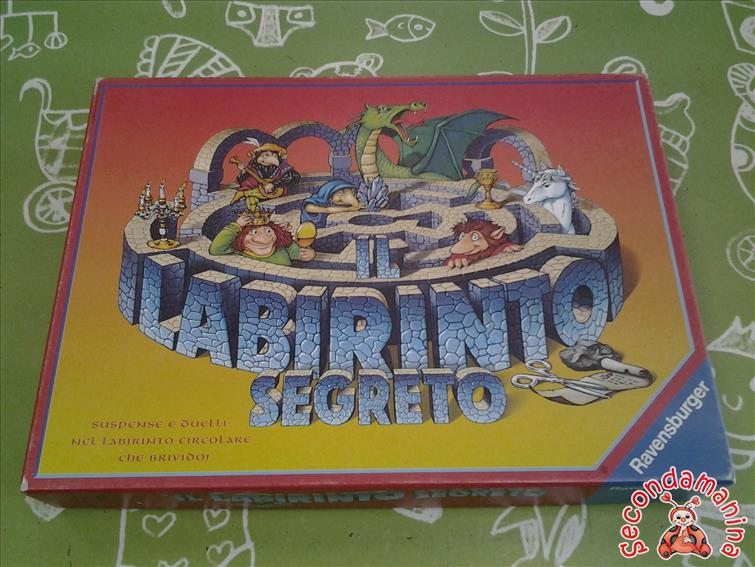 IL
LABIRINTO
SEGRETO
SUSPENSE E DUELLI
NEL LABIRINTO CIRCOLARE
CHE BRIVIDO!
Ravensburger
IL LABIRINTO SEGRETO
Secondamanina